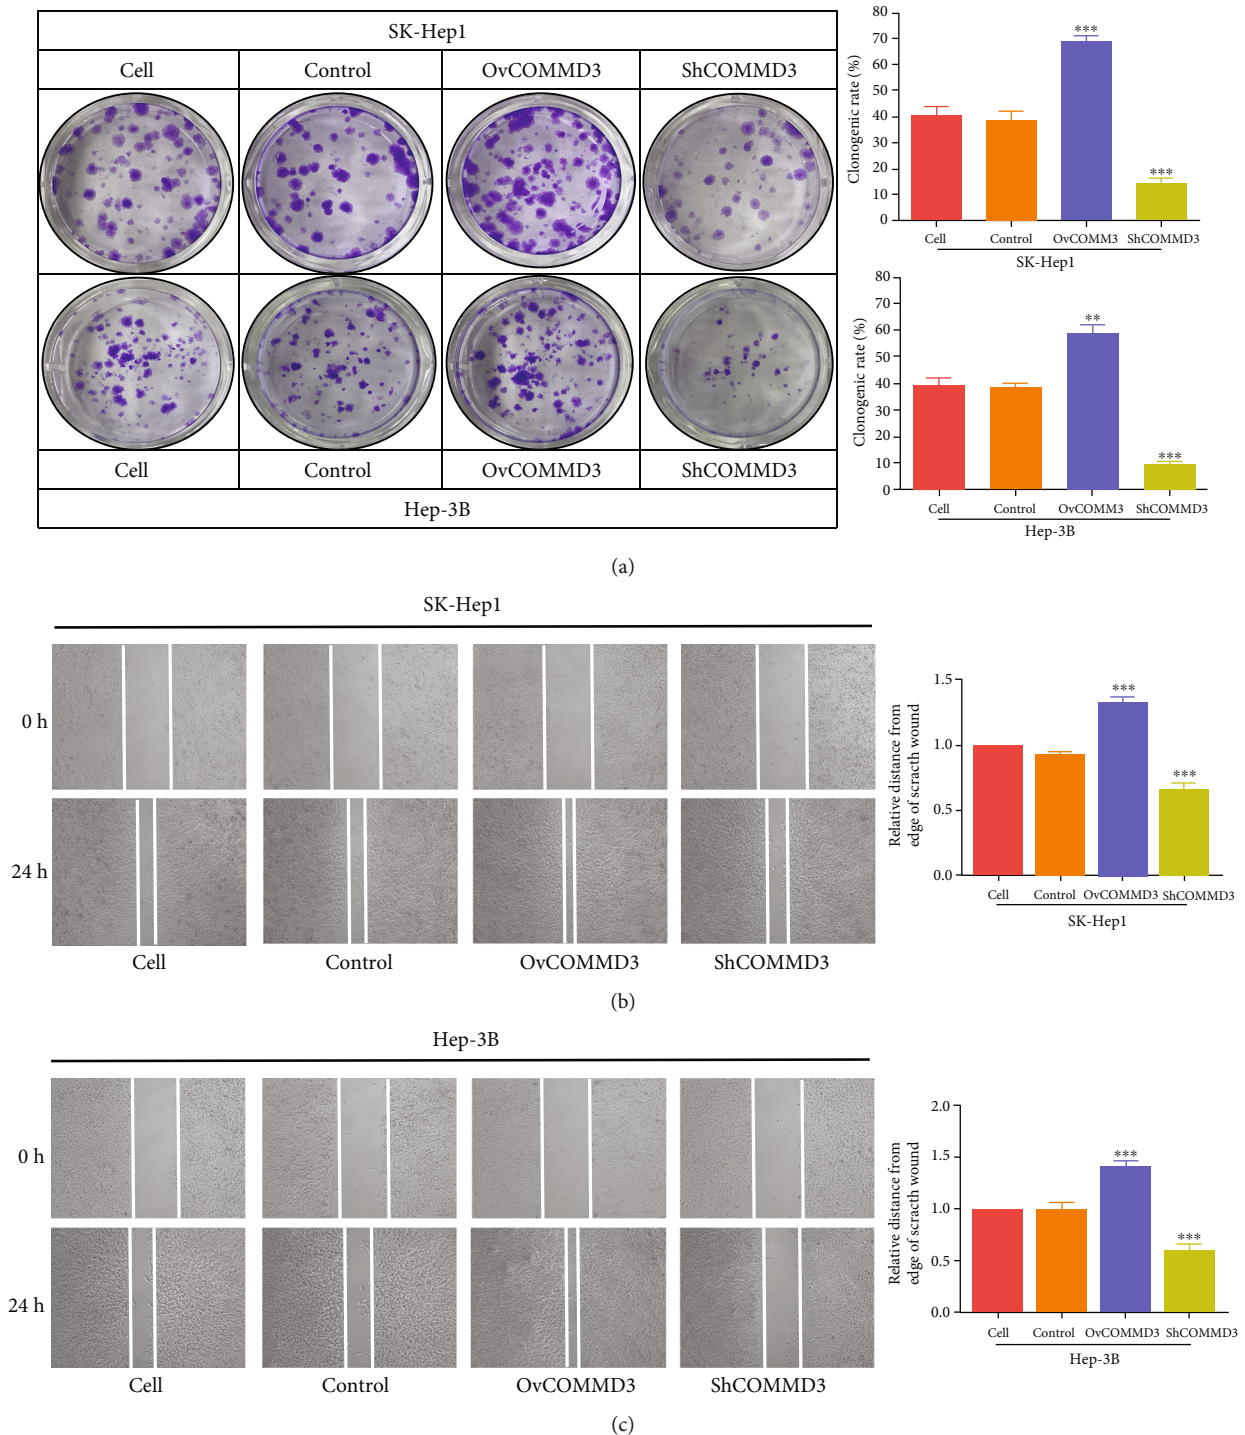 SK-Hep1
Cell Control OvCOMMD3 ShCOMMD3
Cell Control OvCOMMD3 ShCOMMD3
Hep-3B
Clonogenic rate (%)
80
70
60
50
40
30
20
10
0
***
***
Cell Control OvCOMM3 ShCOMMD3
SK-Hep1
Clonogenic rate (%)
80
70
60
50
40
30
20
10
0
**
***
Cell Control OvCOMM3 ShCOMMD3
Hep-3B
(a)
SK-Hep1
0 h
24 h
Cell Control OvCOMMD3 ShCOMMD3
Relative distance from
edge of scracth wound
1.5
1.0
0.5
0.0
***
***
Cell Control OvCOMMD3 ShCOMMD3
SK-Hep1
(b)
Hep-3B
0 h
24 h
Cell Control OvCOMMD3 ShCOMMD3
Relative distance from
edge of scracth wound
2.0
1.5
1.0
0.5
0.0
***
***
Cell Control OvCOMMD3 ShCOMMD3
Hep-3B
(c)